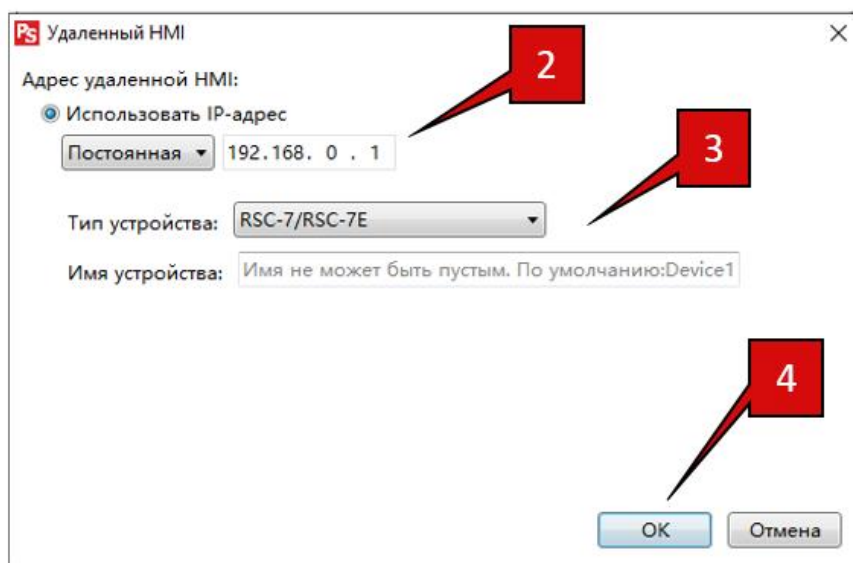 PS Удаленный HMI
2
Адрес удаленной HMI:
Использовать IP-адрес
Постоянная 192.168. 0 . 1
3
Тип устройства: RSC-7/RSC-7E
Имя устройства: Имя не может быть пустым. По умолчанию:Device1
4
OK Отмена